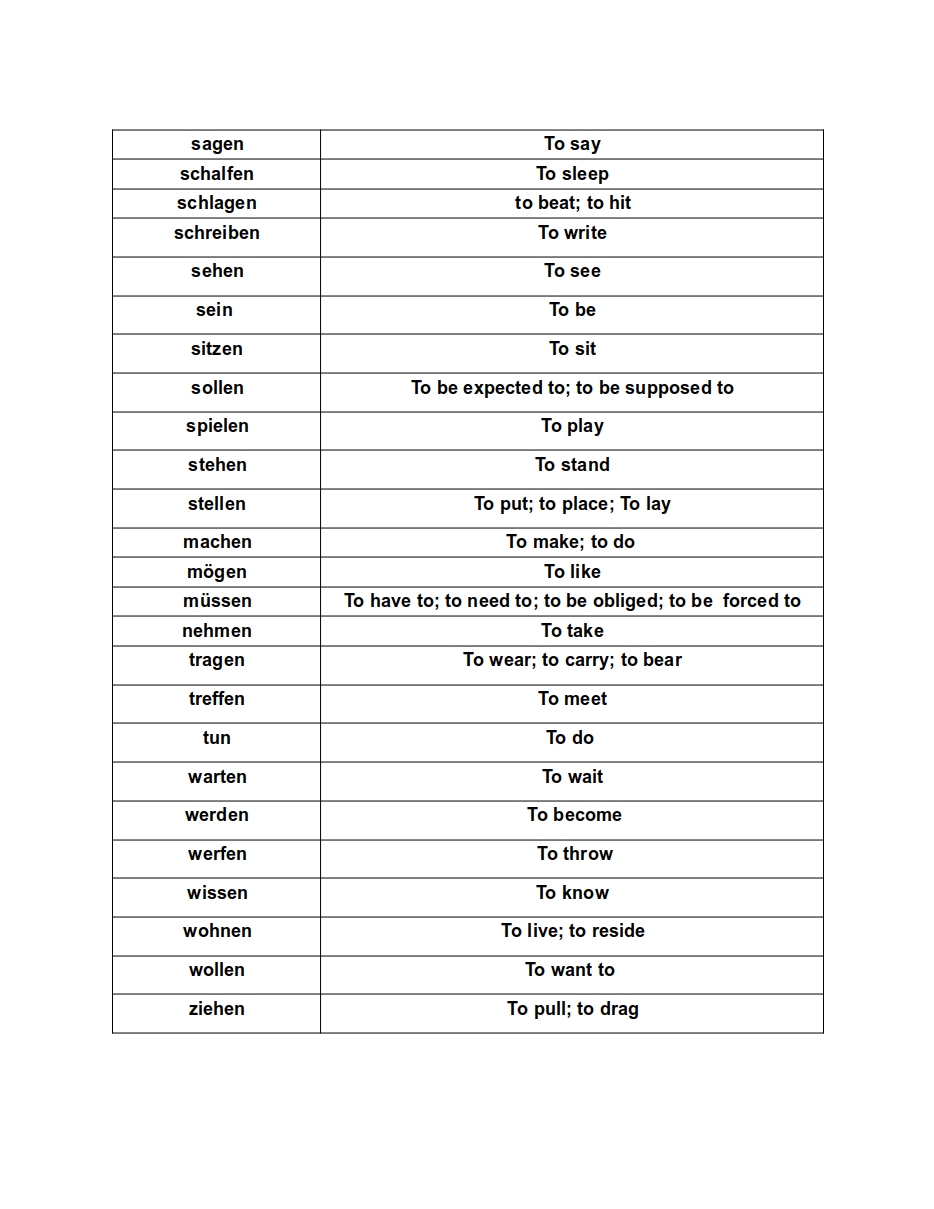 sagen To say
schalfen To sleep
schlagen to beat; to hit
schreiben To write
sehen To see
sein To be
sitzen To sit
sollen To be expected to; to be supposed to
spielen To play
stehen To stand
stellen To put; to place; To lay
machen To make; to do
mögen To like
müssen To have to; to need to; to be obliged; to be  forced to
nehmen To take
tragen To wear; to carry; to bear
treffen To meet
tun To do
warten To wait
werden To become
werfen To throw
wissen To know
wohnen To live; to reside
wollen To want to
ziehen To pull; to drag